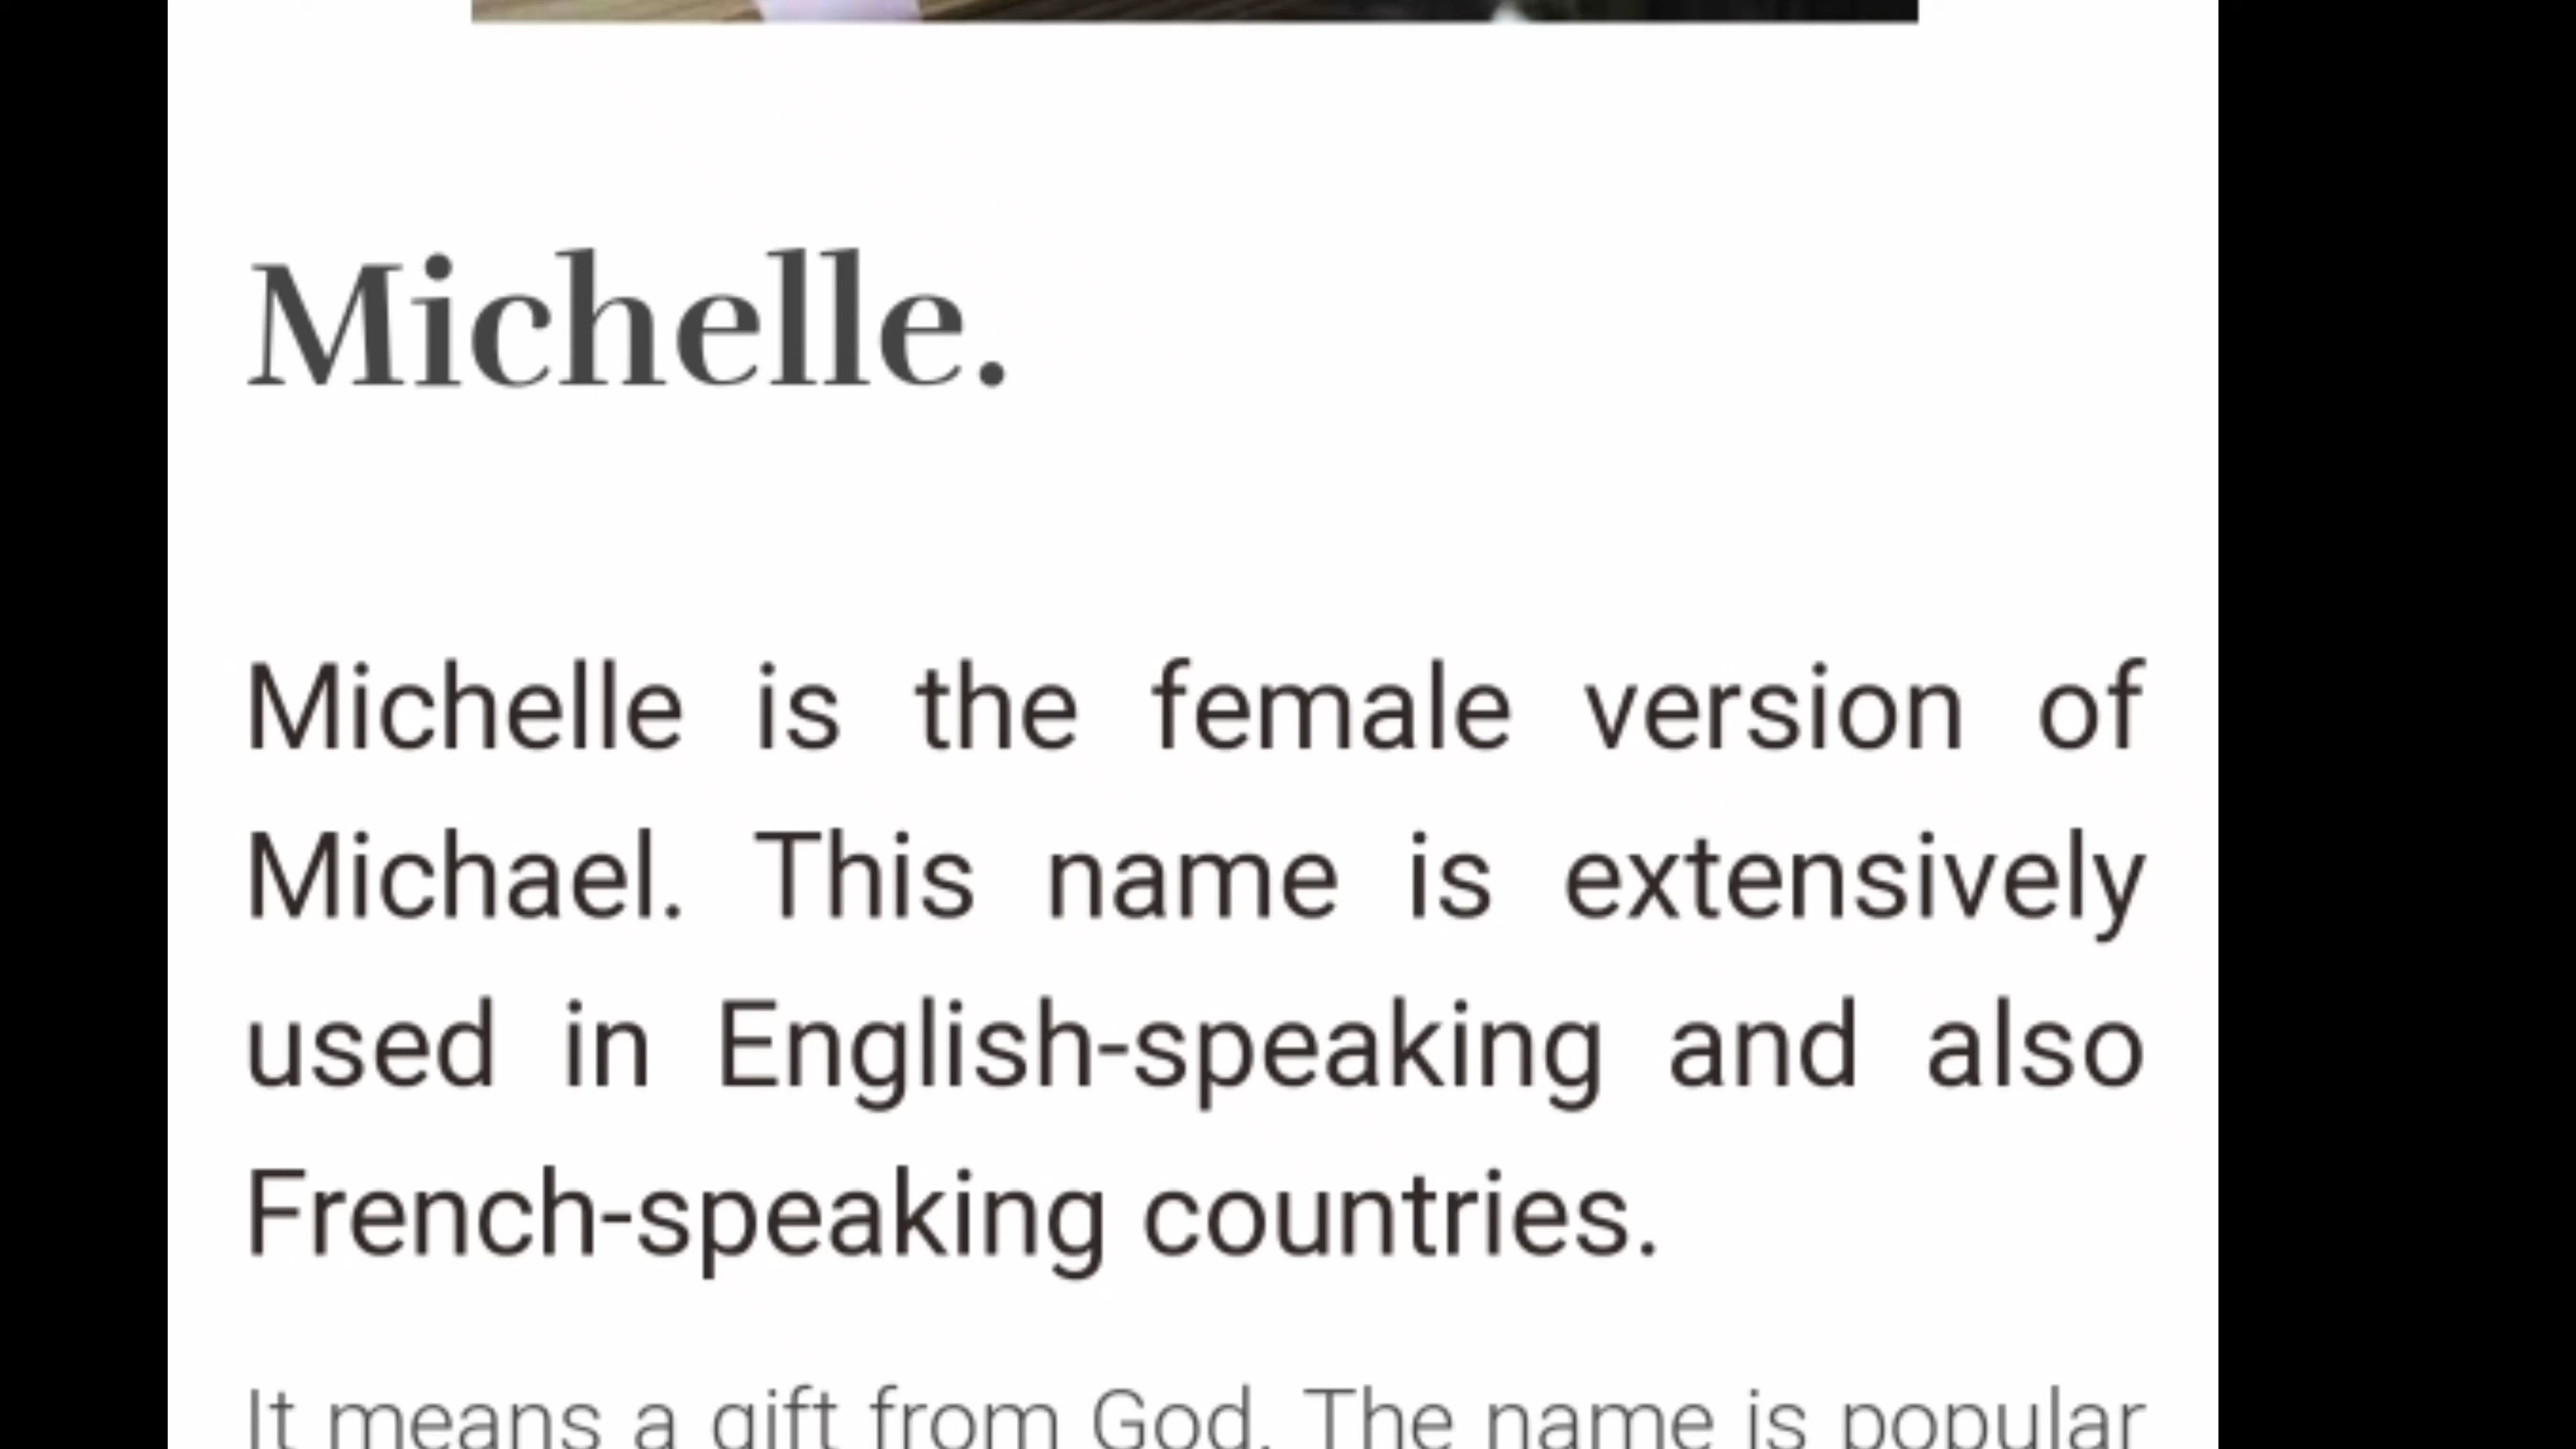 Michelle.
Michelle is the female version of
Michael. This name is extensively
used in English-speaking and also
French-speaking countries.
It means a gift from God. The name is popular